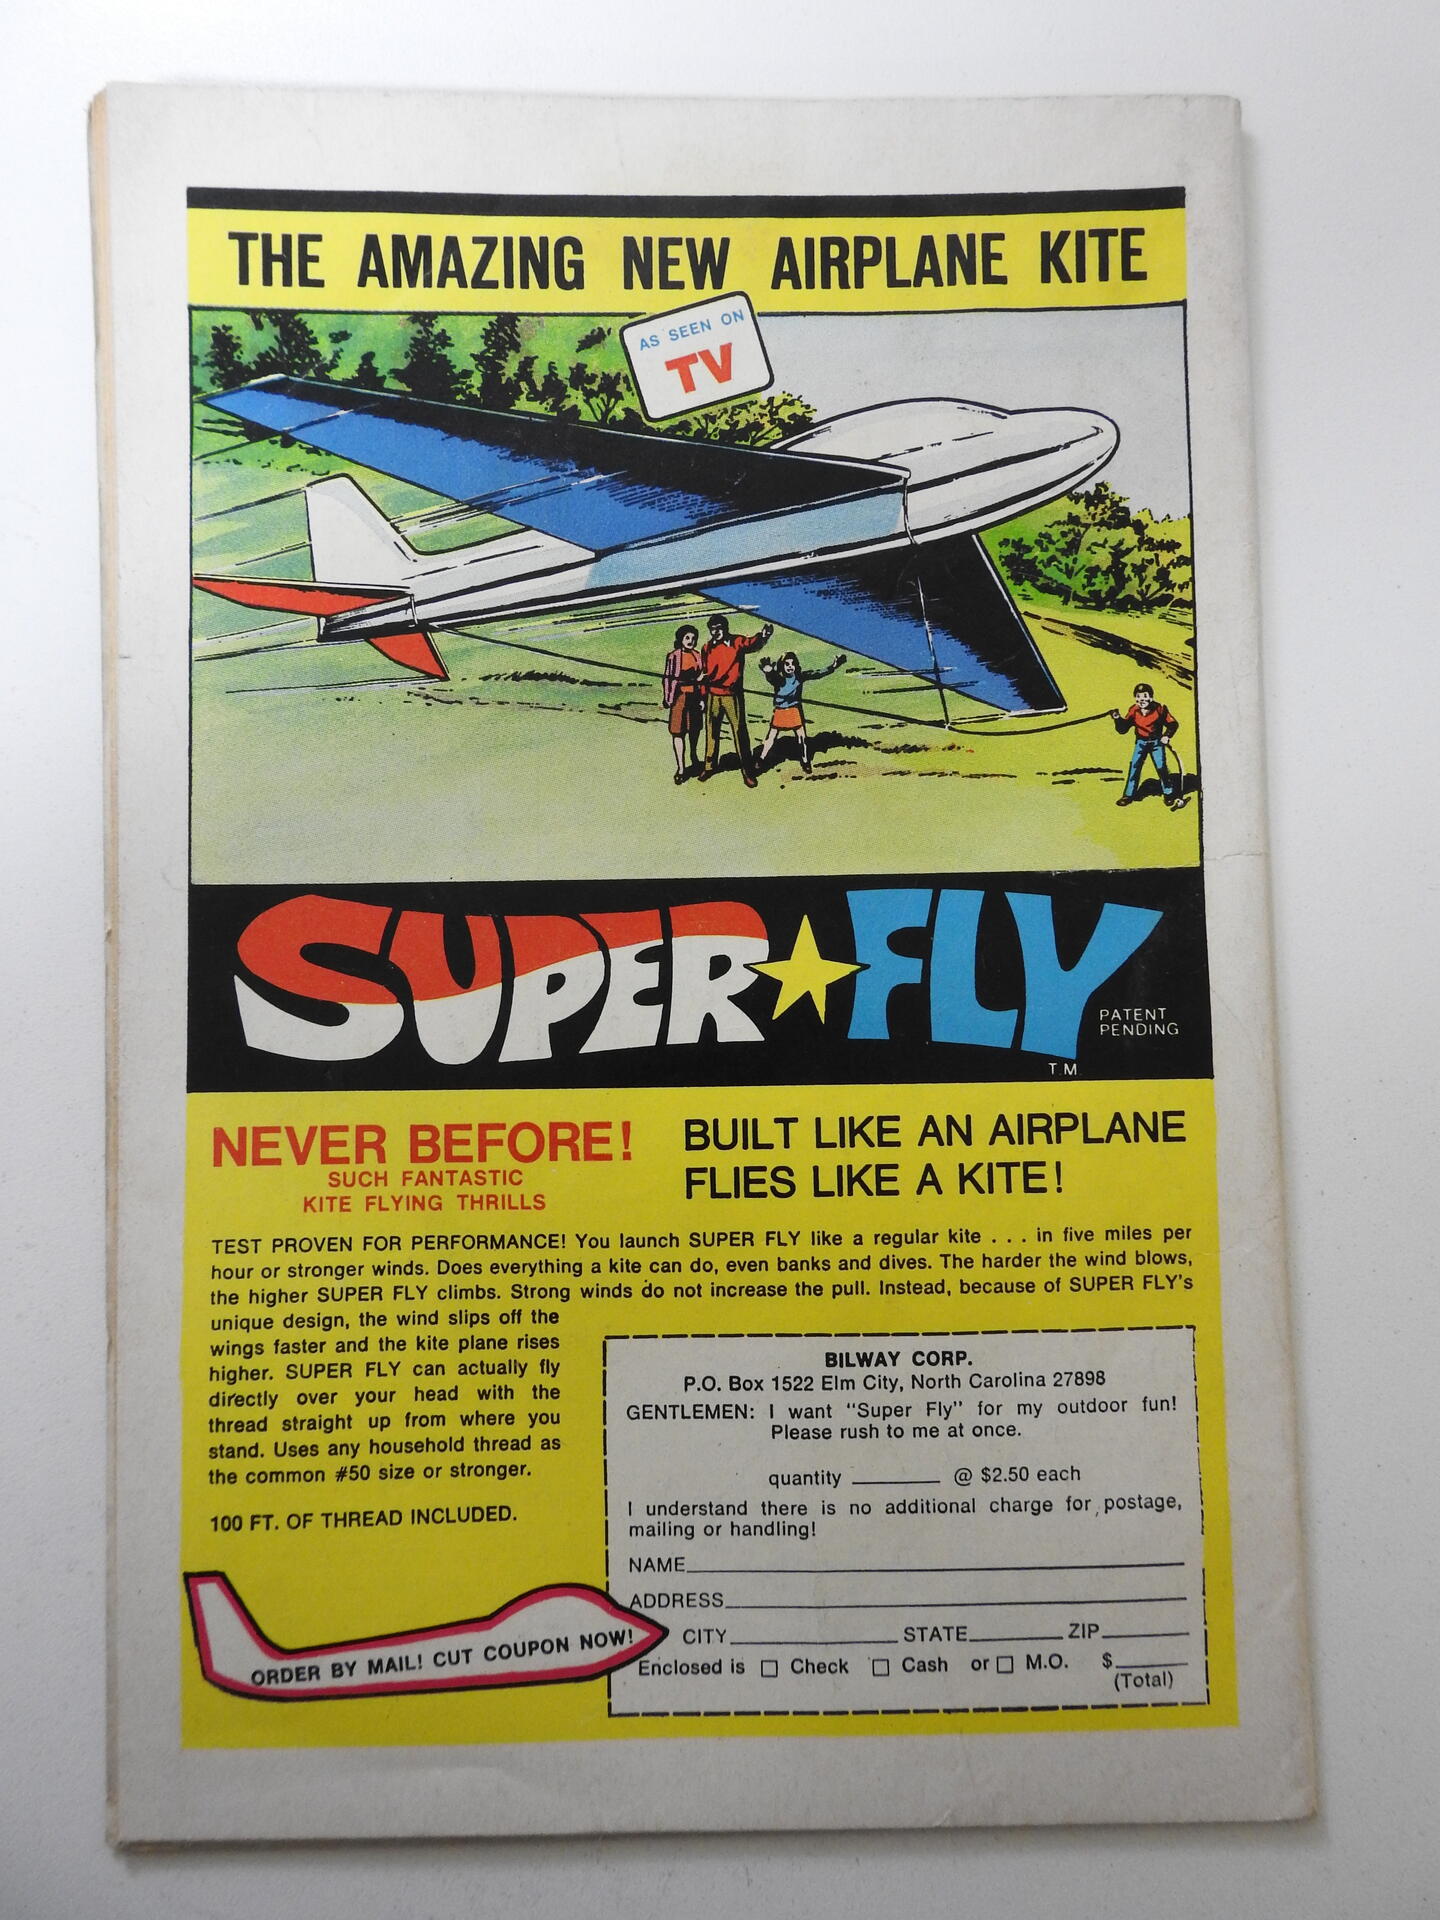 THE AMAZING NEW AIRPLANE KITE
AS SEEN ON
TV
SUPER FLY
PATENT
PENDING
T.M.
NEVER BEFORE!
SUCH FANTASTIC
KITE FLYING THRILLS
BUILT LIKE AN AIRPLANE
FLIES LIKE A KITE!
TEST PROVEN FOR PERFORMANCE! You launch SUPER FLY like a regular kite . . . in five miles per
hour or stronger winds. Does everything a kite can do, even banks and dives. The harder the wind blows,
the higher SUPER FLY climbs. Strong winds do not increase the pull. Instead, because of SUPER FLY's
unique design, the wind slips off the
wings faster and the kite plane rises
higher. SUPER FLY can actually fly
directly over your head with the
thread straight up from where you
stand. Uses any household thread as
the common #50 size or stronger.
100 FT. OF THREAD INCLUDED.
ORDER BY MAIL! CUT COUPON NOW!
BILWAY CORP.
P.O. Box 1522 Elm City, North Carolina 27898
GENTLEMEN: I want "Super Fly" for my outdoor fun!
Please rush to me at once.
quantity ________ @ $2.50 each
I understand there is no additional charge for postage,
mailing or handling!
NAME________
ADDRESS________
CITY________ STATE________ ZIP________
Enclosed is □ Check □ Cash or □ M.O. $________
(Total)